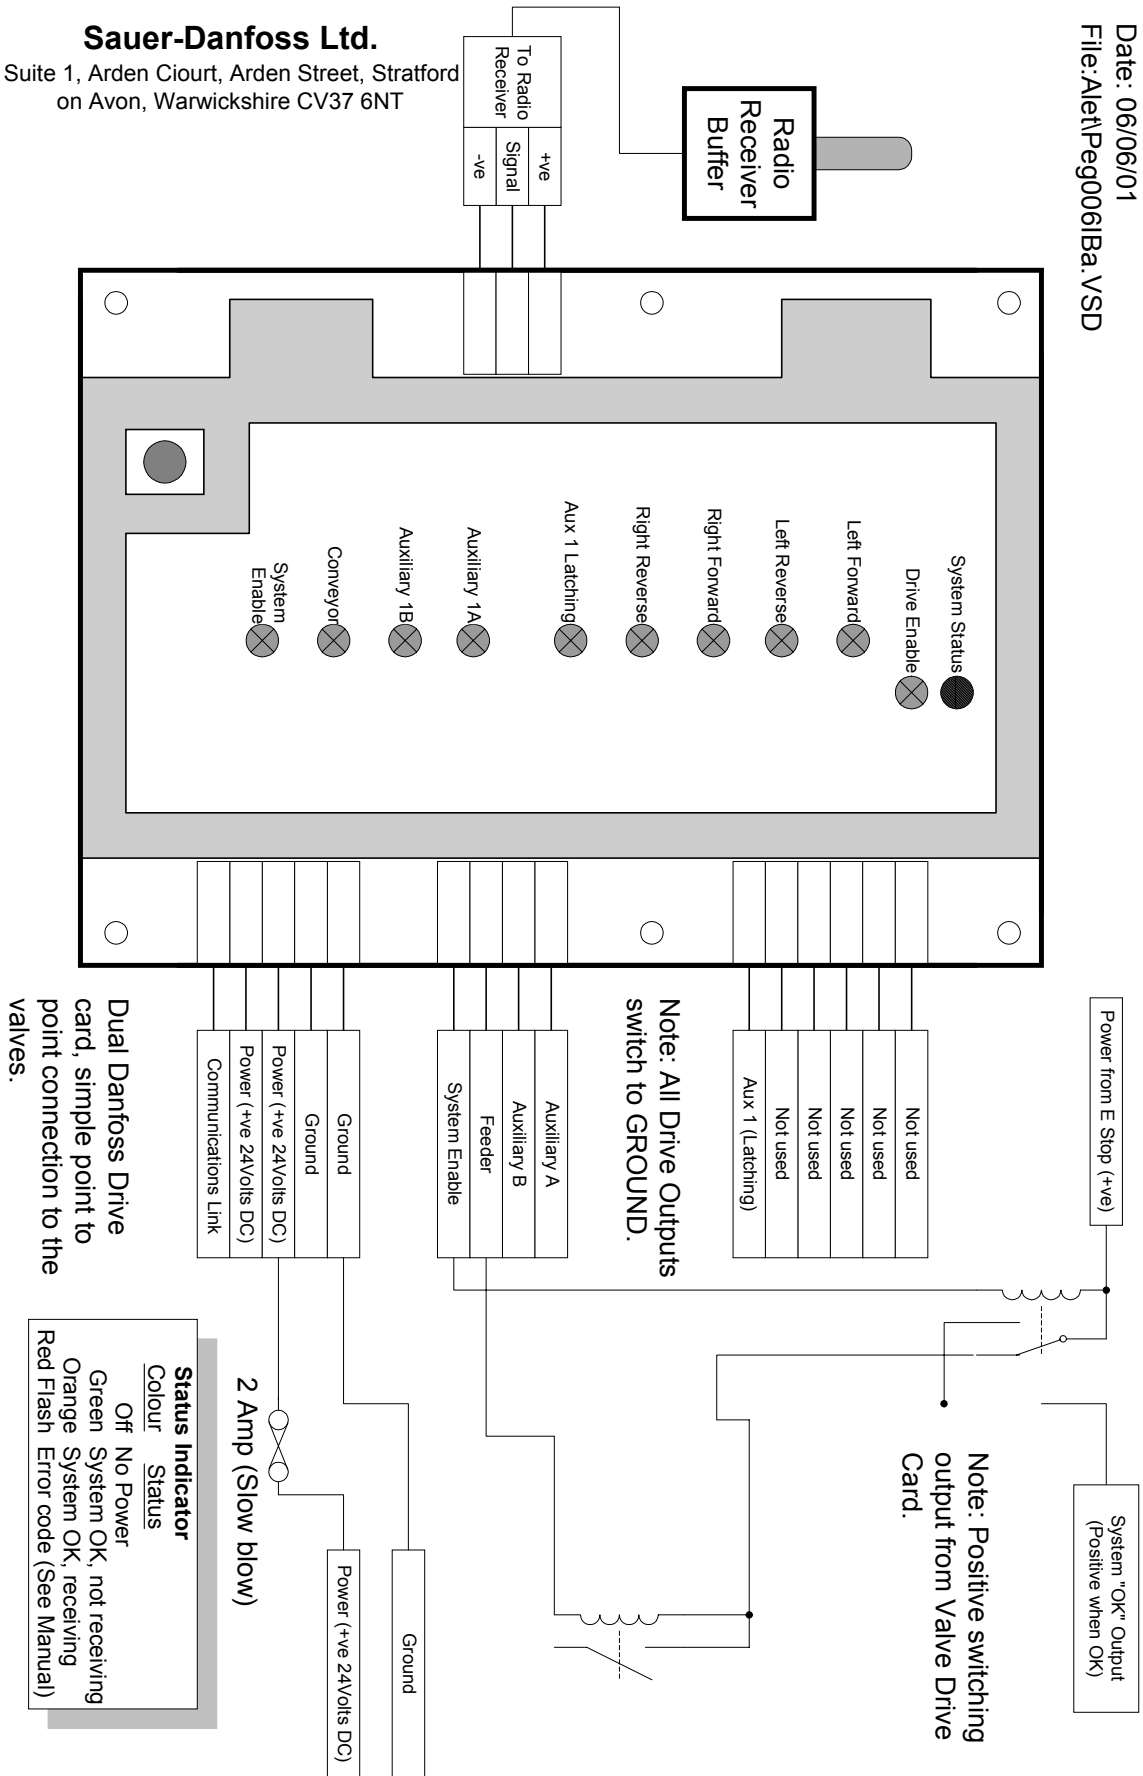 Date: 06/06/01
File:Alet\Peg006IBa.VSD
Sauer-Danfoss Ltd.
Suite 1, Arden Ciourt, Arden Street, Stratford
on Avon, Warwickshire CV37 6NT
Radio
Receiver
Buffer
To Radio
Receiver
+ve
Signal
-ve
System Status
Drive Enable
Left Forward
Left Reverse
Right Forward
Right Reverse
Aux 1 Latching
Auxiliary 1A
Auxiliary 1B
Conveyor
System
Enable
Power from E Stop (+ve)
Not used
Not used
Not used
Not used
Not used
Aux 1 (Latching)
Note: All Drive Outputs
switch to GROUND.
Auxiliary A
Auxiliary B
Feeder
System Enable
Ground
Ground
Power (+ve 24Volts DC)
Power (+ve 24Volts DC)
Communications Link
Dual Danfoss Drive
card, simple point to
point connection to the
valves.
System "OK" Output
(Positive when OK)
Note: Positive switching
output from Valve Drive
Card.
Ground
Power (+ve 24Volts DC)
2 Amp (Slow blow)
Status Indicator
Colour Status
Off No Power
Green System OK, not receiving
Orange System OK, receiving
Red Flash Error code (See Manual)